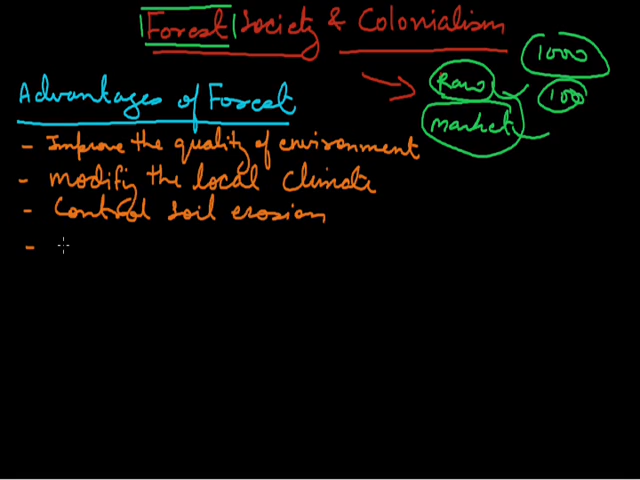 Forest Society & Colonialism
1000
Raw
100
market
Advantages of Forest
- Improve the quality of environment
- modifiy the local Climate
- Control soil erosion
-